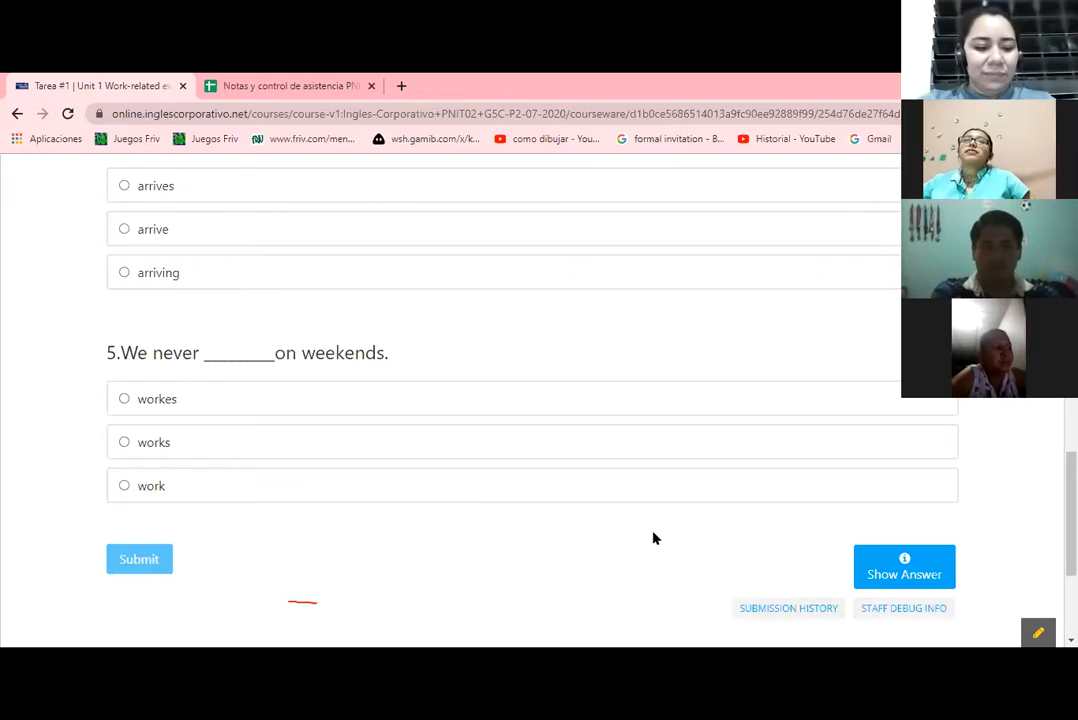 Tarea #1 | Unit 1 Work-related e
Notas y control de asistencia PNI
online.inglescorporativo.net/courses/course-v1:Ingles-Corporativo+PNIT02+G5C-P2-07-2020/courseware/d1b0ce5686514013a9fc90ee92889f99/254d76de27f64d
Aplicaciones
Juegos Friv
Juegos Friv
www.friv.com/men...
wsh.gamib.com/x/k...
como dibujar - You...
formal invitation - B...
Historial - YouTube
Gmail
arrives
arrive
arriving
5.We never ________on weekends.
workes
works
work
Submit
Show Answer
SUBMISSION HISTORY
STAFF DEBUG INFO